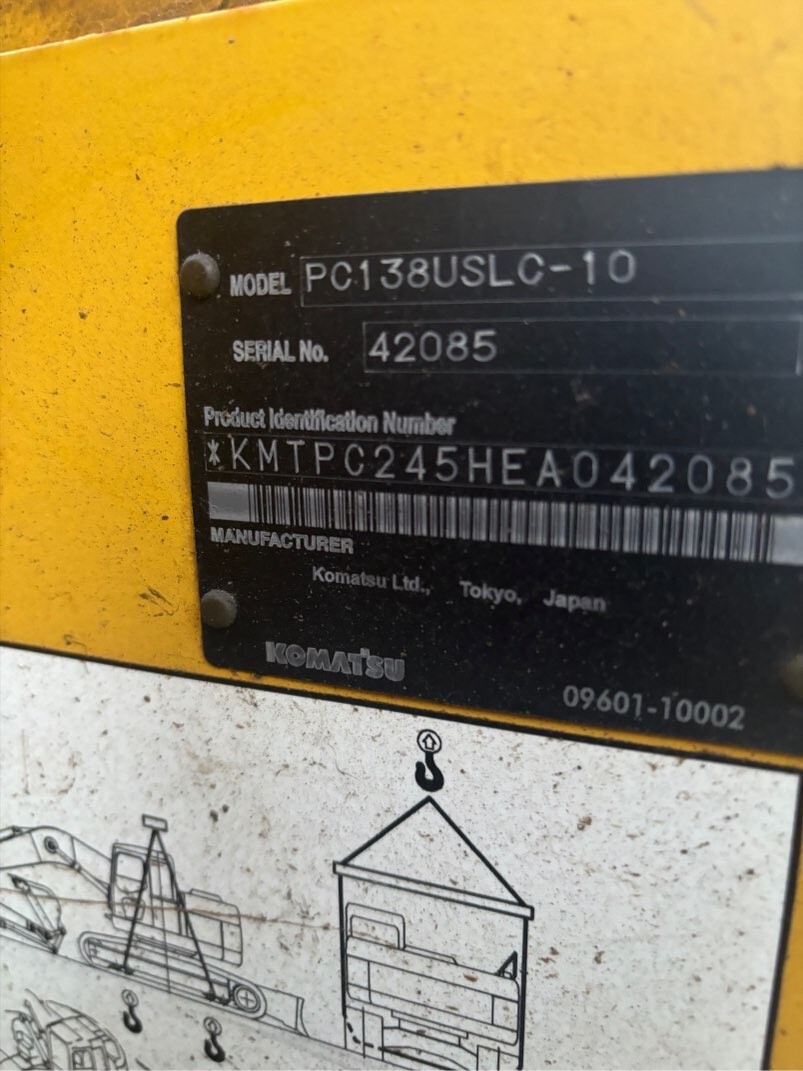 MODEL PC138USLC-10
SERIAL No. 42085
Product Identification Number
*KMTPC245HEA042085
MANUFACTURER
Komatsu Ltd., Tokyo, Japan
KOMATSU
09601-10002